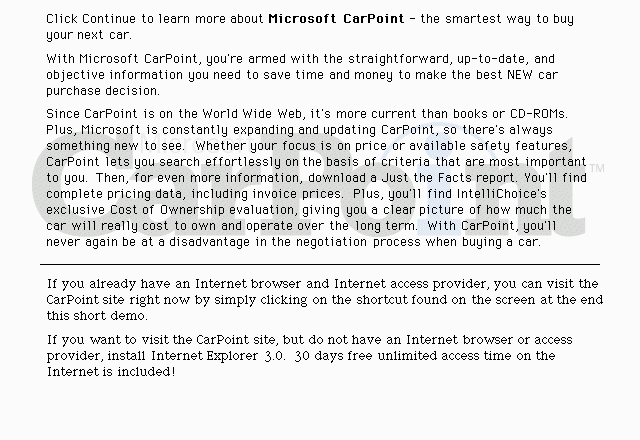 Click Continue to learn more about Microsoft CarPoint - the smartest way to buy
your next car.
With Microsoft CarPoint, you're armed with the straightforward, up-to-date, and
objective information you need to save time and money to make the best NEW car
purchase decision.
Since CarPoint is on the World Wide Web, it's more current than books or CD-ROMs.
Plus, Microsoft is constantly expanding and updating CarPoint, so there's always
something new to see.  Whether your focus is on price or available safety features,
CarPoint lets you search effortlessly on the basis of criteria that are most important
to you.  Then, for even more information, download a Just the Facts report. You'll find
complete pricing data, including invoice prices.  Plus, you'll find IntelliChoice's
exclusive Cost of Ownership evaluation, giving you a clear picture of how much the
car will really cost to own and operate over the long term.  With CarPoint, you'll
never again be at a disadvantage in the negotiation process when buying a car.
CarPoint™
If you already have an Internet browser and Internet access provider, you can visit the
CarPoint site right now by simply clicking on the shortcut found on the screen at the end
this short demo.
If you want to visit the CarPoint site, but do not have an Internet browser or access
provider, install Internet Explorer 3.0.  30 days free unlimited access time on the
Internet is included!